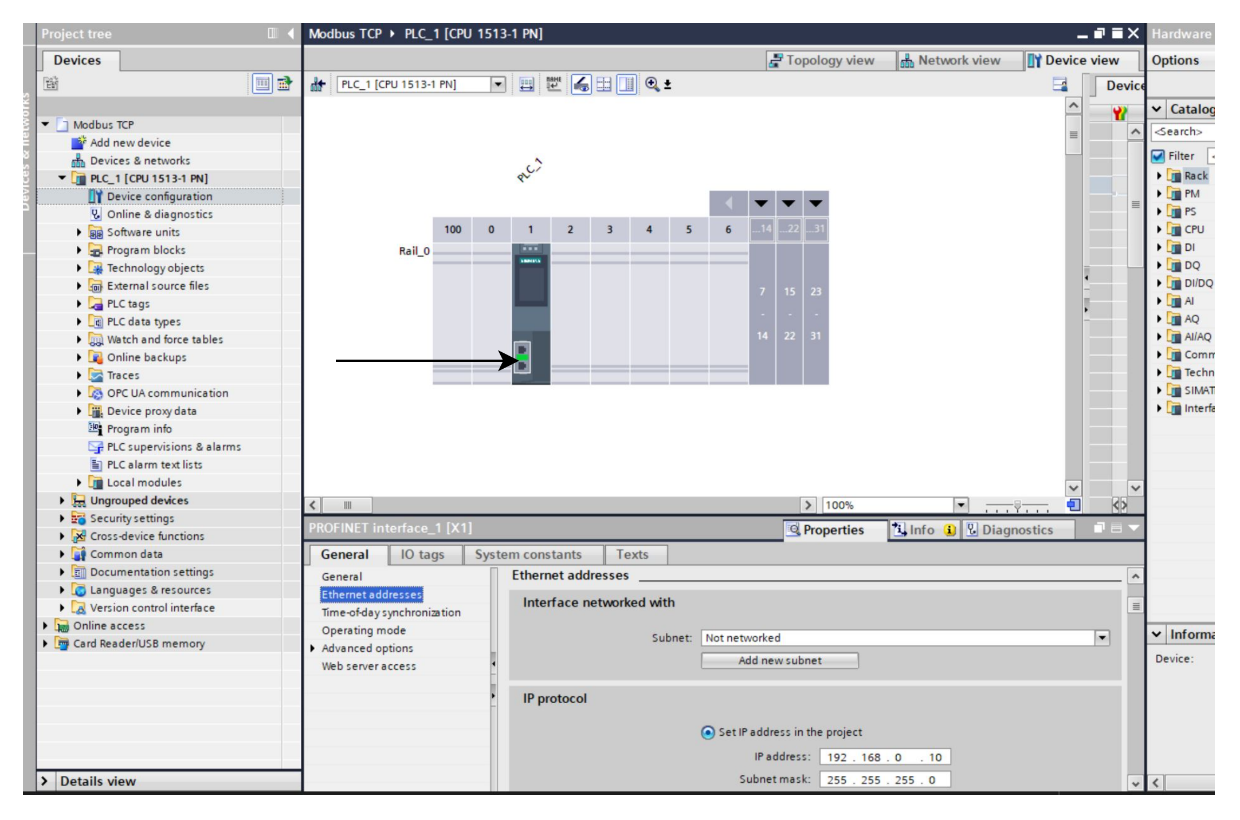 Project tree
Devices
Devices & networks
Modbus TCP
Add new device
Devices & networks
PLC_1 [CPU 1513-1 PN]
Device configuration
Online & diagnostics
Software units
Program blocks
Technology objects
External source files
PLC tags
PLC data types
Watch and force tables
Online backups
Traces
OPC UA communication
Device proxy data
Program info
PLC supervisions & alarms
PLC alarm text lists
Local modules
Ungrouped devices
Security settings
Cross-device functions
Common data
Documentation settings
Languages & resources
Version control interface
Online access
Card Reader/USB memory
Details view
Modbus TCP PLC_1 [CPU 1513-1 PN]
Topology view Network view Device view
PLC_1 [CPU 1513-1 PN]
Device
PLC_1
100 0 1 2 3 4 5 6 ...14 ...22 ...31
Rail_0
SIEMENS
7 15 23
- - -
14 22 31
100%
PROFINET interface_1 [X1]
Properties Info Diagnostics
General IO tags System constants Texts
General
Ethernet addresses
Time-of-day synchronization
Operating mode
Advanced options
Web server access
Ethernet addresses
Interface networked with
Subnet: Not networked
Add new subnet
IP protocol
Set IP address in the project
IP address: 192 . 168 . 0 . 10
Subnet mask: 255 . 255 . 255 . 0
Hardware
Options
Catalog
<Search>
Filter
Rack
PM
PS
CPU
DI
DQ
DI/DQ
AI
AQ
AI/AQ
Comm
Techn
SIMAT
Interfa
Informa
Device: